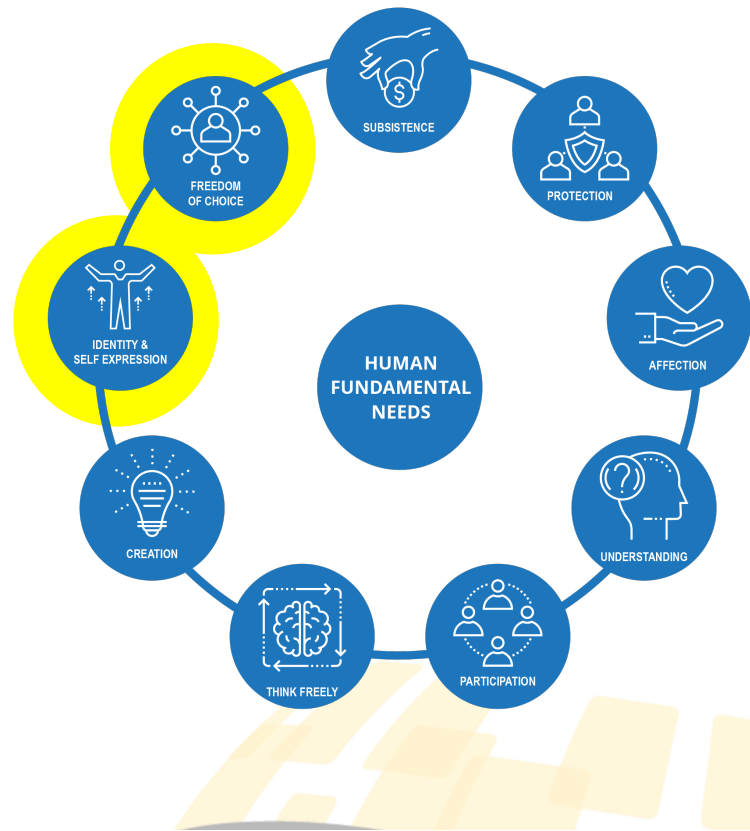 SUBSISTENCE
$
PROTECTION
AFFECTION
?
UNDERSTANDING
PARTICIPATION
THINK FREELY
CREATION
IDENTITY &
SELF EXPRESSION
FREEDOM
OF CHOICE
HUMAN
FUNDAMENTAL
NEEDS